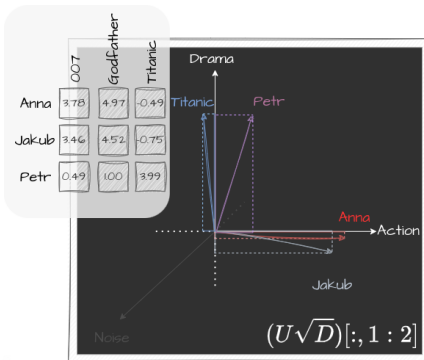 007
Godfather
Titanic
Anna 3.78 4.97 -0.49
Jakub 3.46 4.52 -0.75
Petr 0.49 1.00 3.99
Drama
Titanic
Petr
Anna
Action
Jakub
Noise
(U√D)[:, 1 : 2]